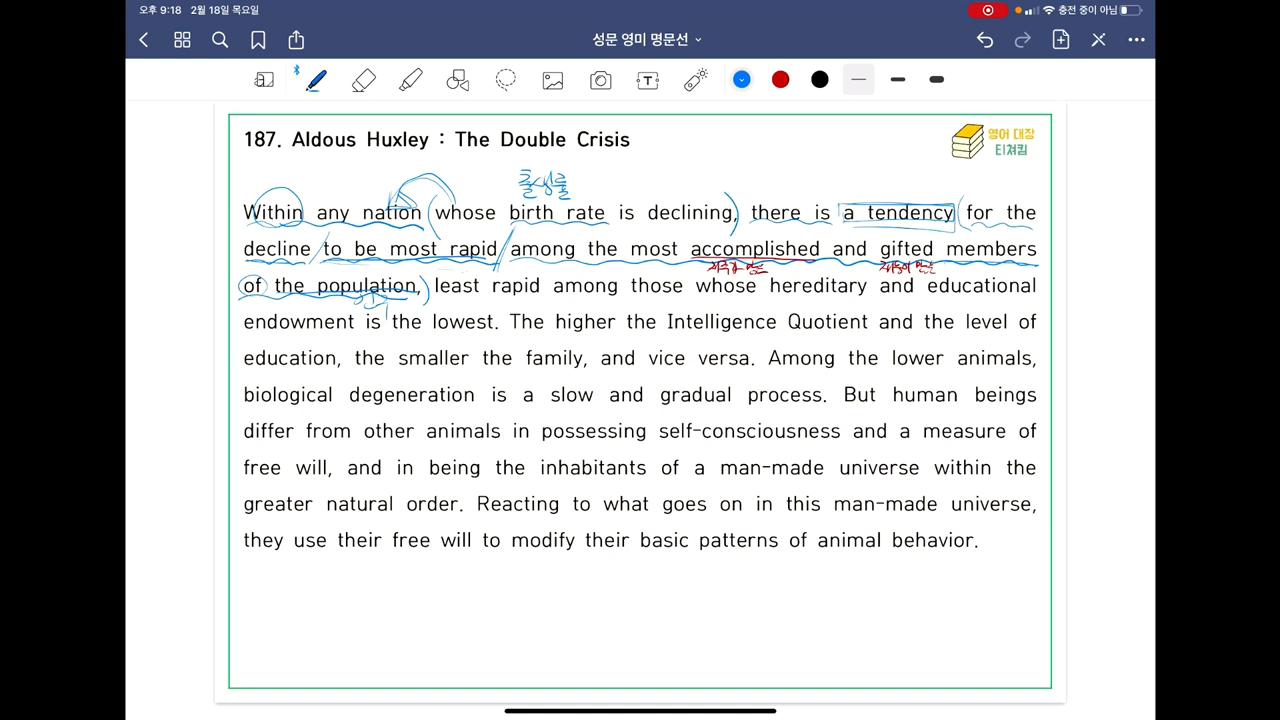 오후 9:18 2월 18일 목요일
충전 중이 아님
성문 영미 명문선
187. Aldous Huxley : The Double Crisis
영어 대장
티쳐킴
출생률
Within any nation (whose birth rate is declining,) there is a tendency (for the
decline / to be most rapid / among the most accomplished and gifted members
of the population,) least rapid among those whose hereditary and educational
endowment is the lowest. The higher the Intelligence Quotient and the level of
education, the smaller the family, and vice versa. Among the lower animals,
biological degeneration is a slow and gradual process. But human beings
differ from other animals in possessing self-consciousness and a measure of
free will, and in being the inhabitants of a man-made universe within the
greater natural order. Reacting to what goes on in this man-made universe,
they use their free will to modify their basic patterns of animal behavior.